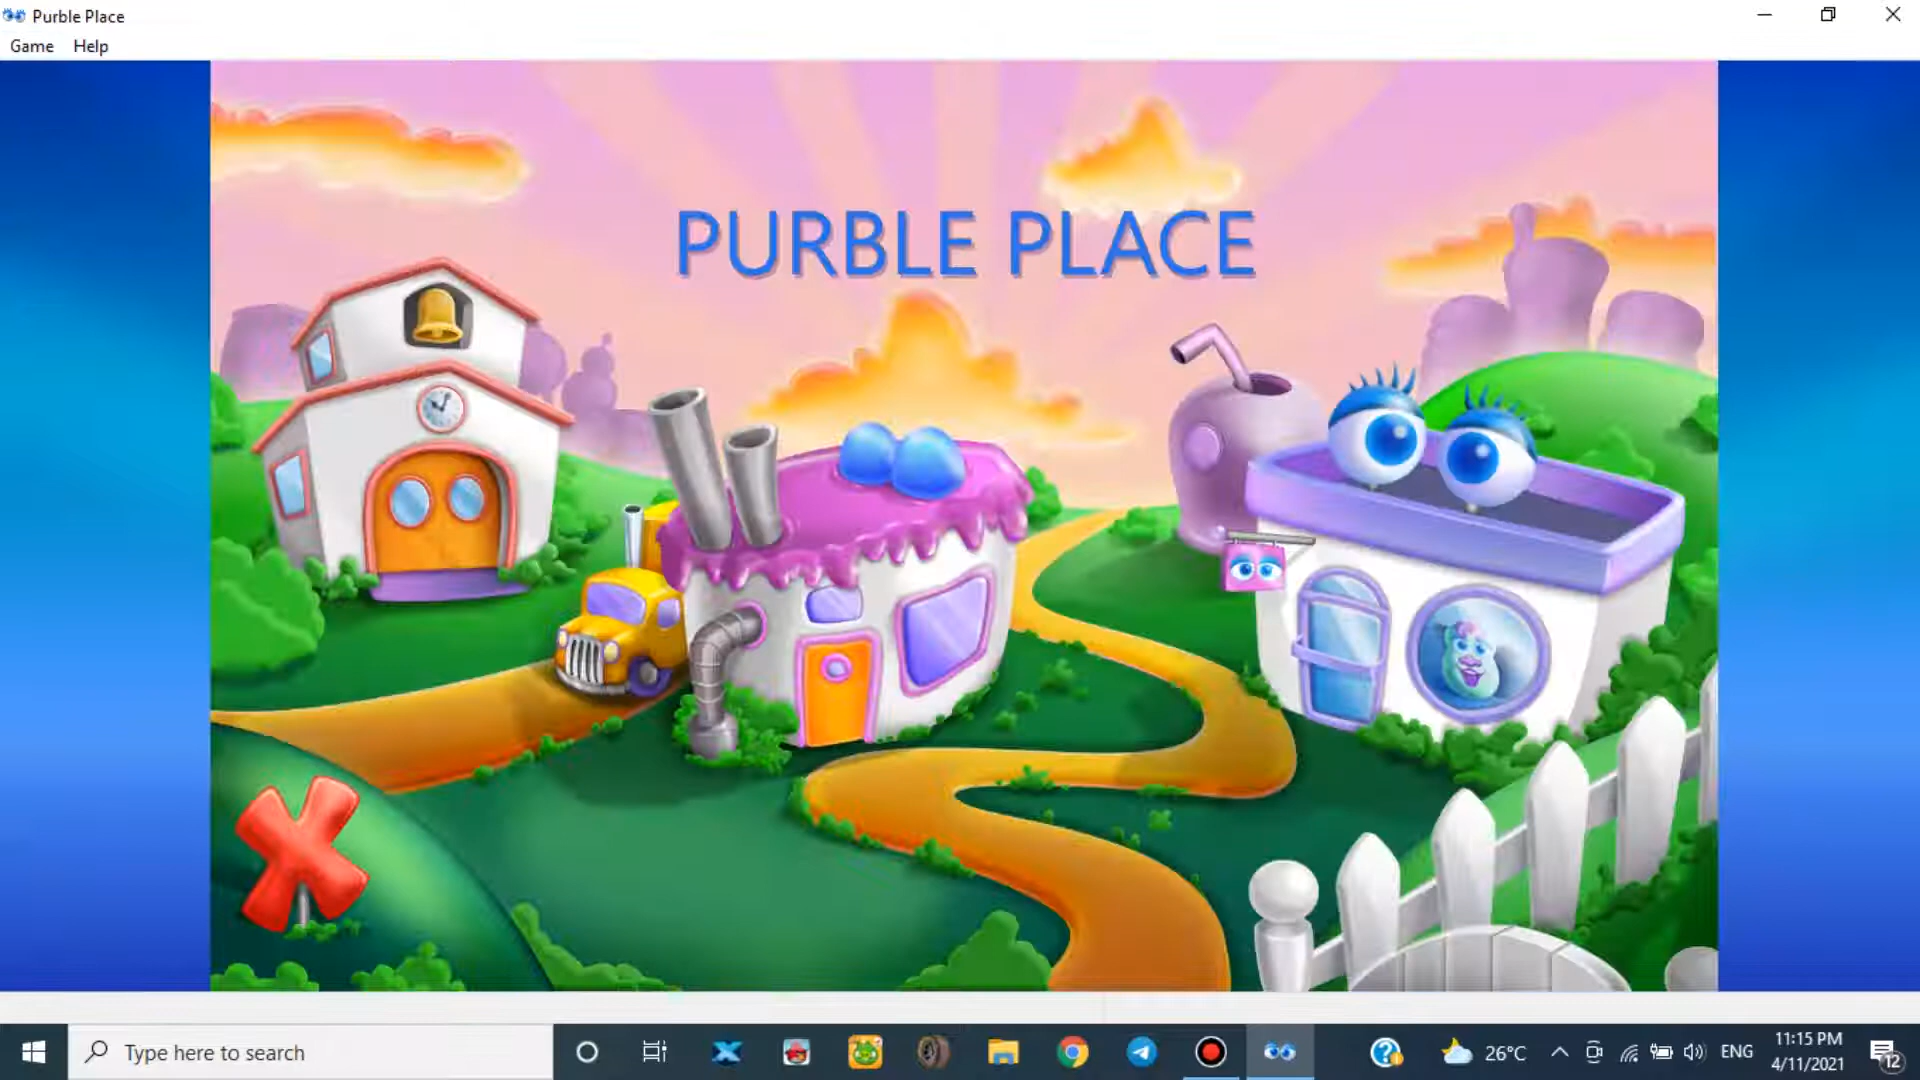 Purble Place
Game Help
PURBLE PLACE
Type here to search
26°C
ENG
11:15 PM
4/11/2021
12